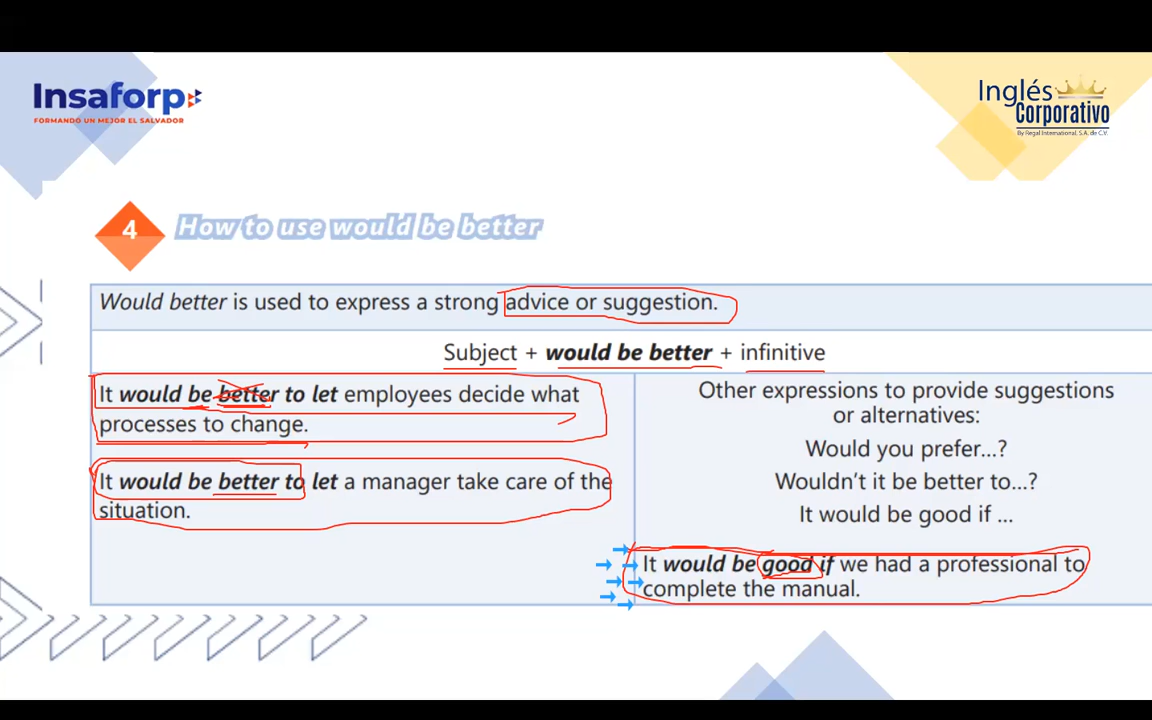 Insaforp
FORMANDO UN MEJOR EL SALVADOR
Inglés
Corporativo
By Regal International, S.A. de C.V.
4
How to use would be better
Would better is used to express a strong advice or suggestion.
Subject + would be better + infinitive
It would be better to let employees decide what
processes to change.
It would be better to let a manager take care of the
situation.
Other expressions to provide suggestions
or alternatives:
Would you prefer...?
Wouldn't it be better to...?
It would be good if ...
It would be good if we had a professional to
complete the manual.